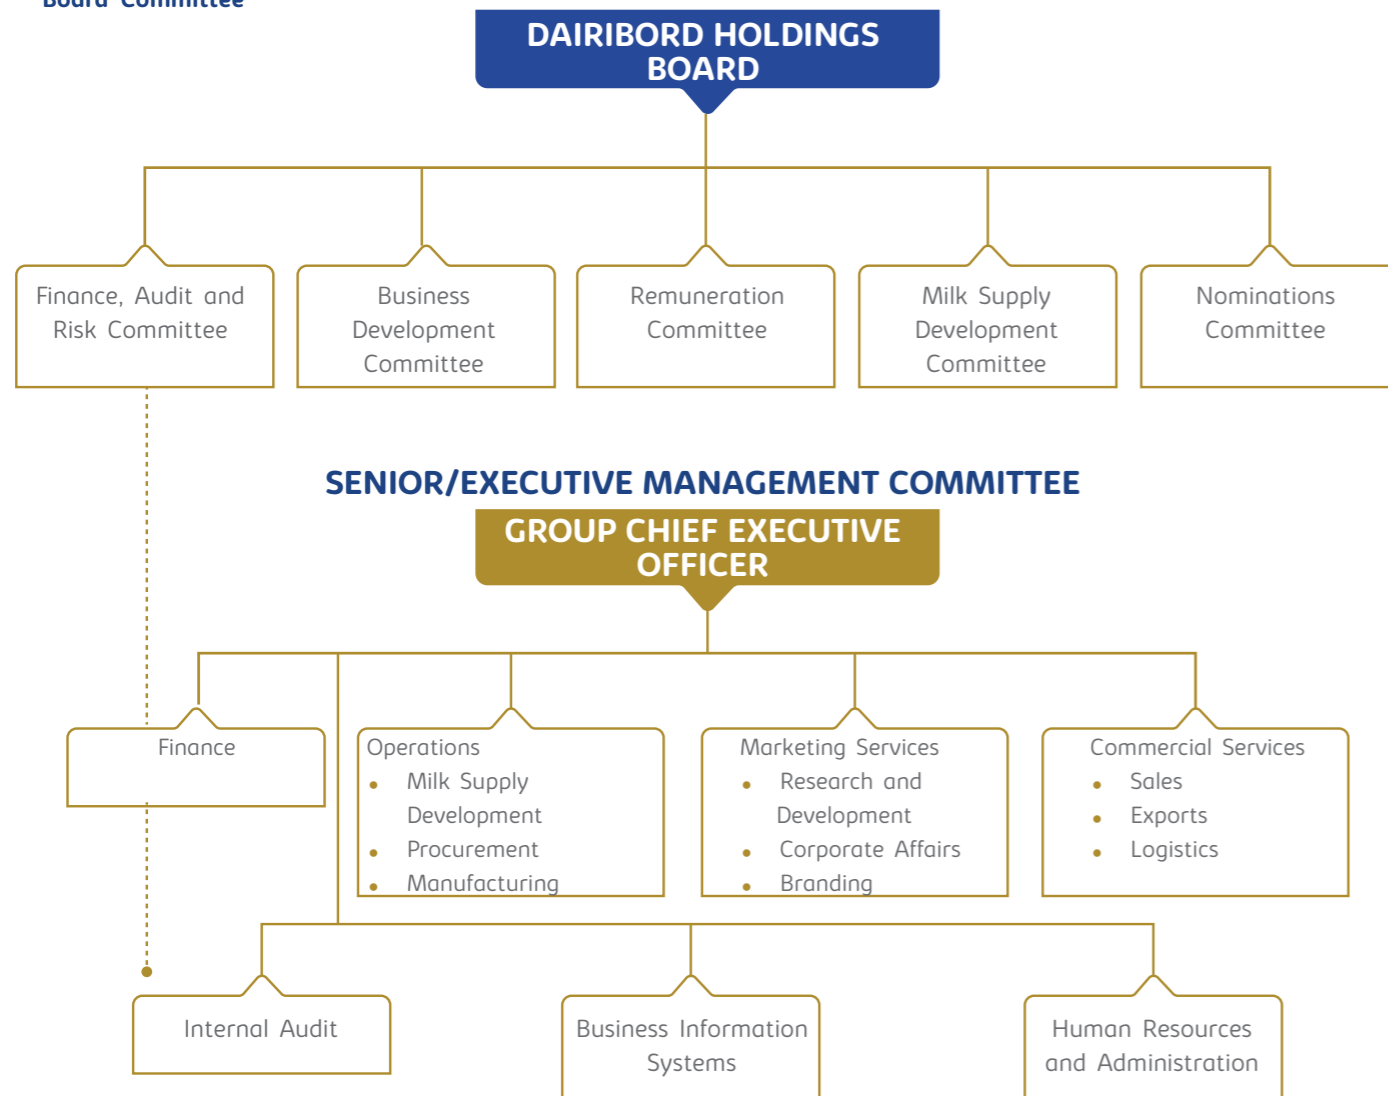 Board Committee
DAIRIBORD HOLDINGS
BOARD
Finance, Audit and
Risk Committee
Business
Development
Committee
Remuneration
Committee
Milk Supply
Development
Committee
Nominations
Committee
SENIOR/EXECUTIVE MANAGEMENT COMMITTEE
GROUP CHIEF EXECUTIVE
OFFICER
Finance
Operations
• Milk Supply
Development
• Procurement
• Manufacturing
Marketing Services
• Research and
Development
• Corporate Affairs
• Branding
Commercial Services
• Sales
• Exports
• Logistics
Internal Audit
Business Information
Systems
Human Resources
and Administration